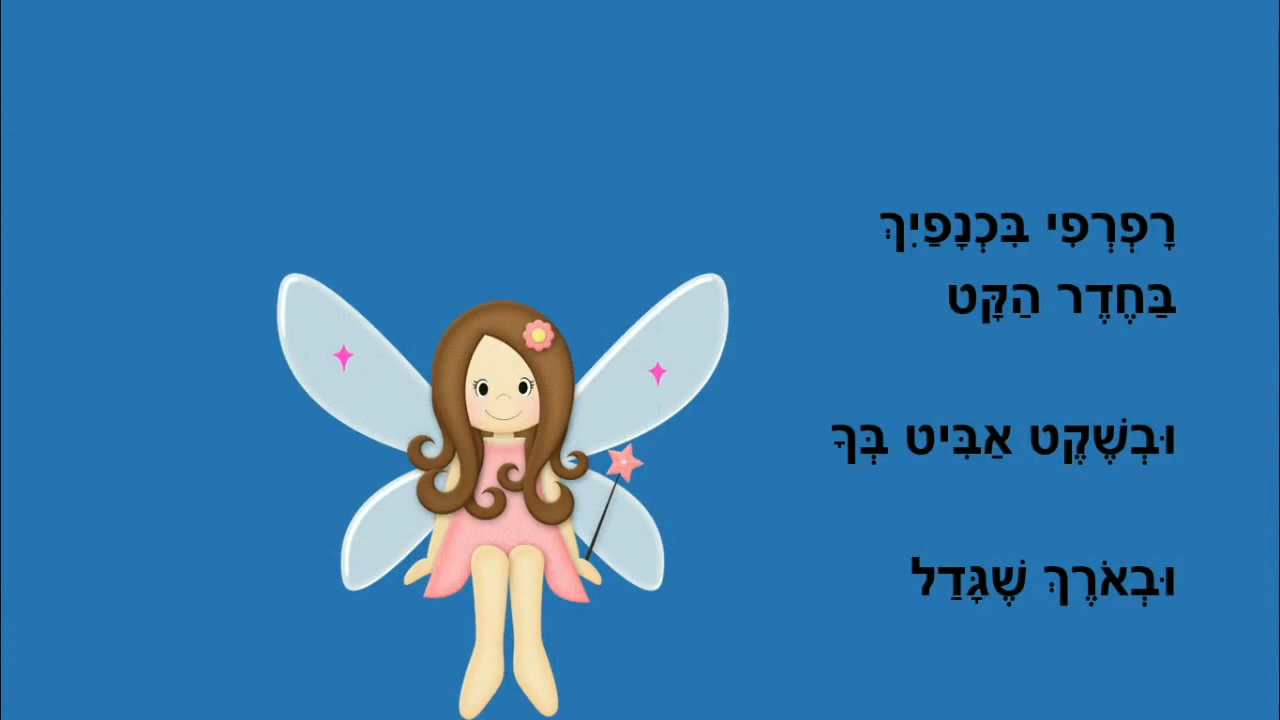 רָפְרְפִי בִּכְנָפַיִךְ
בַּחֶדֶר הַקָּט
וּבְשֶׁקֶט אַבִּיט בְּךָ
וּבְאֹרֶךְ שֶׁגָּדַל